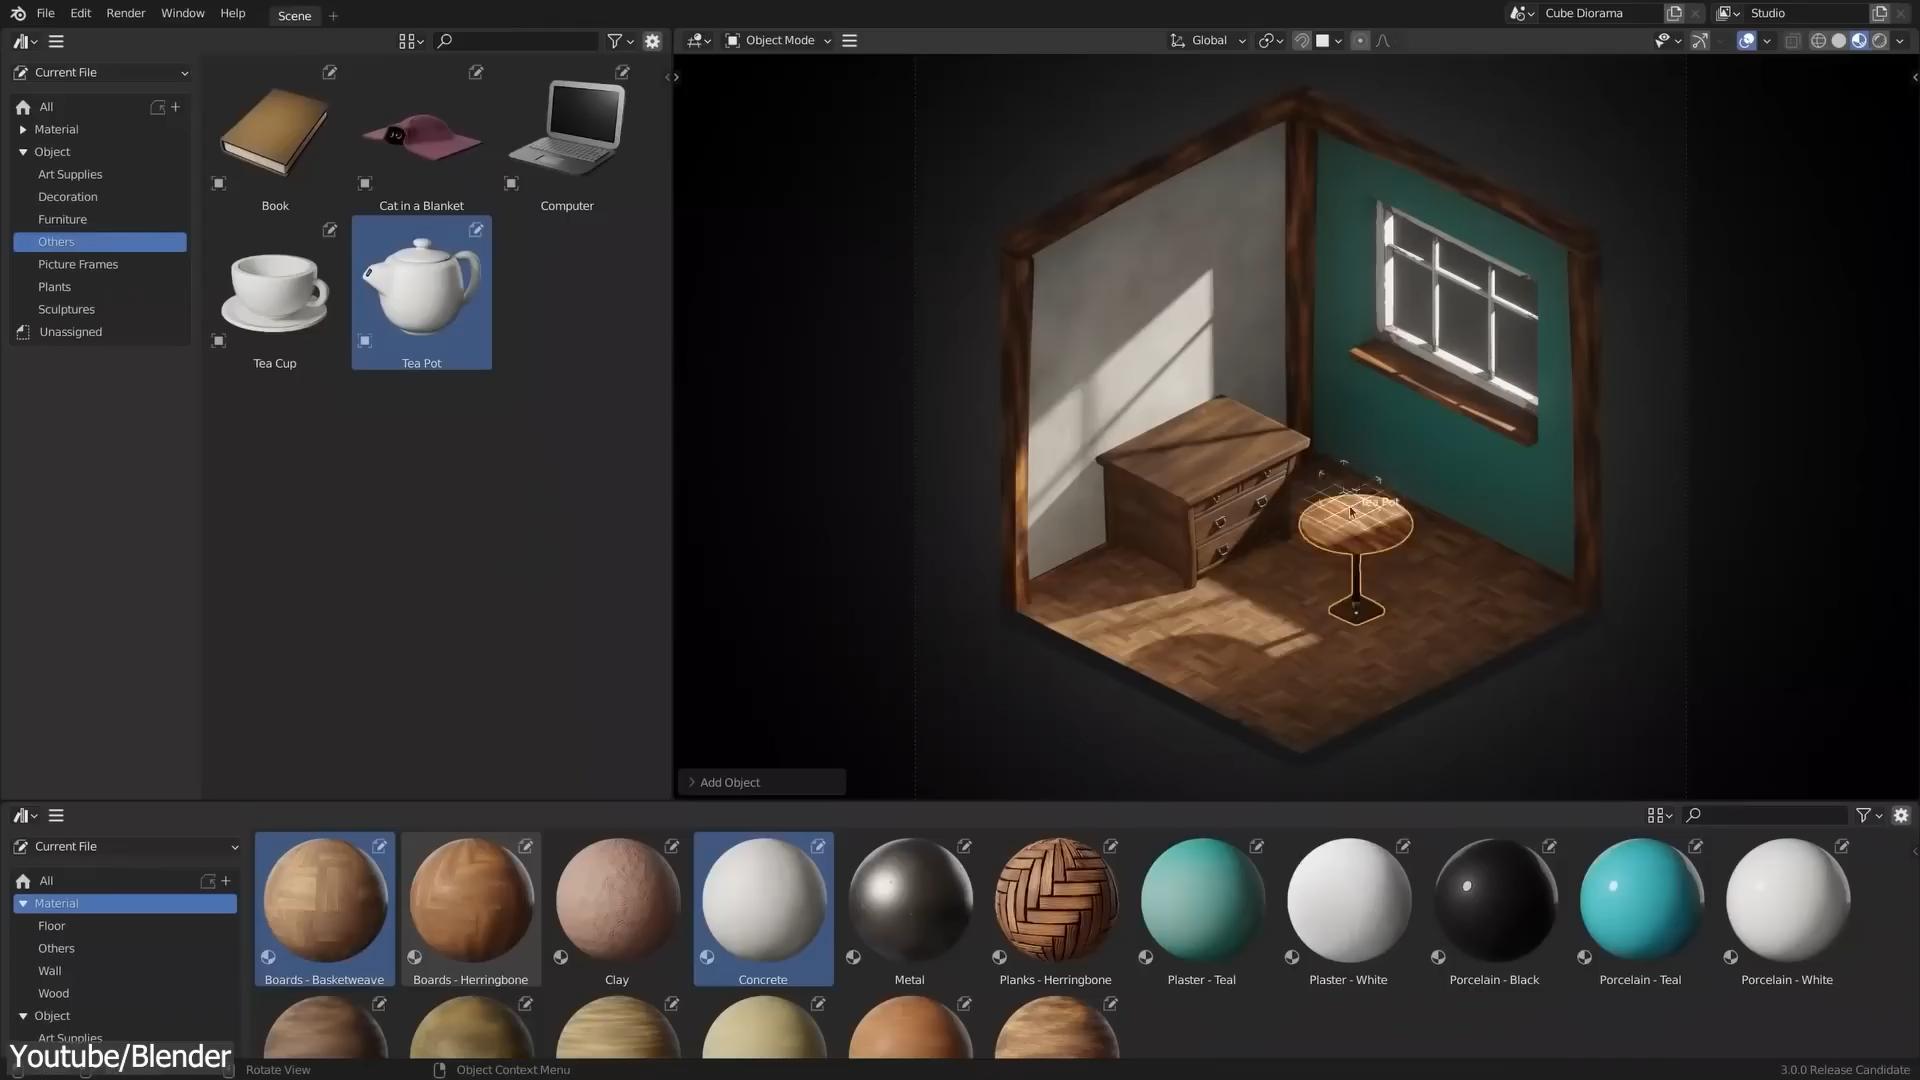 File Edit Render Window Help Scene
Cube Diorama Studio
Object Mode Global
Current File
All
Material
Object
Art Supplies
Decoration
Furniture
Others
Picture Frames
Plants
Sculptures
Unassigned
Book Cat in a Blanket Computer
Tea Cup Tea Pot
Tea Pot
Add Object
Current File
All
Material
Floor
Others
Wall
Wood
Object
Art Supplies
Boards - Basketweave Boards - Herringbone Clay Concrete Metal Planks - Herringbone Plaster - Teal Plaster - White Porcelain - Black Porcelain - Teal Porcelain - White
Youtube/Blender
Rotate View Object Context Menu 3.0.0 Release Candidate